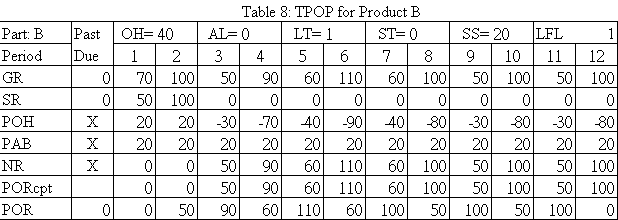 Table 8: TPOP for Product B
Part: B Past OH= 40 AL= 0 LT= 1 ST= 0 SS= 20 LFL 1
Period Due 1 2 3 4 5 6 7 8 9 10 11 12
GR 0 70 100 50 90 60 110 60 100 50 100 50 100
SR 0 50 100 0 0 0 0 0 0 0 0 0 0
POH X 20 20 -30 -70 -40 -90 -40 -80 -30 -80 -30 -80
PAB X 20 20 20 20 20 20 20 20 20 20 20 20
NR X 0 0 50 90 60 110 60 100 50 100 50 100
PORcpt 0 0 50 90 60 110 60 100 50 100 50 100
POR 0 0 50 90 60 110 60 100 50 100 50 100 0